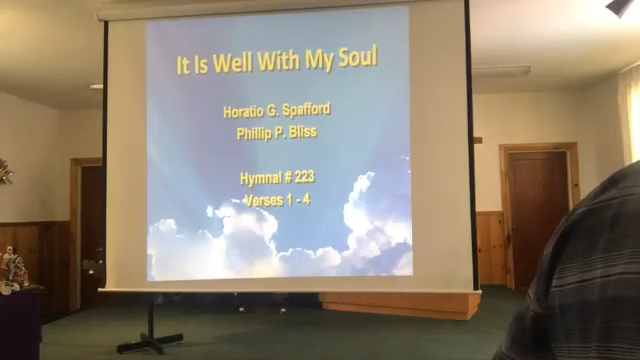 It Is Well With My Soul
Horatio G. Spafford
Phillip P. Bliss
Hymnal # 223
Verses 1 - 4